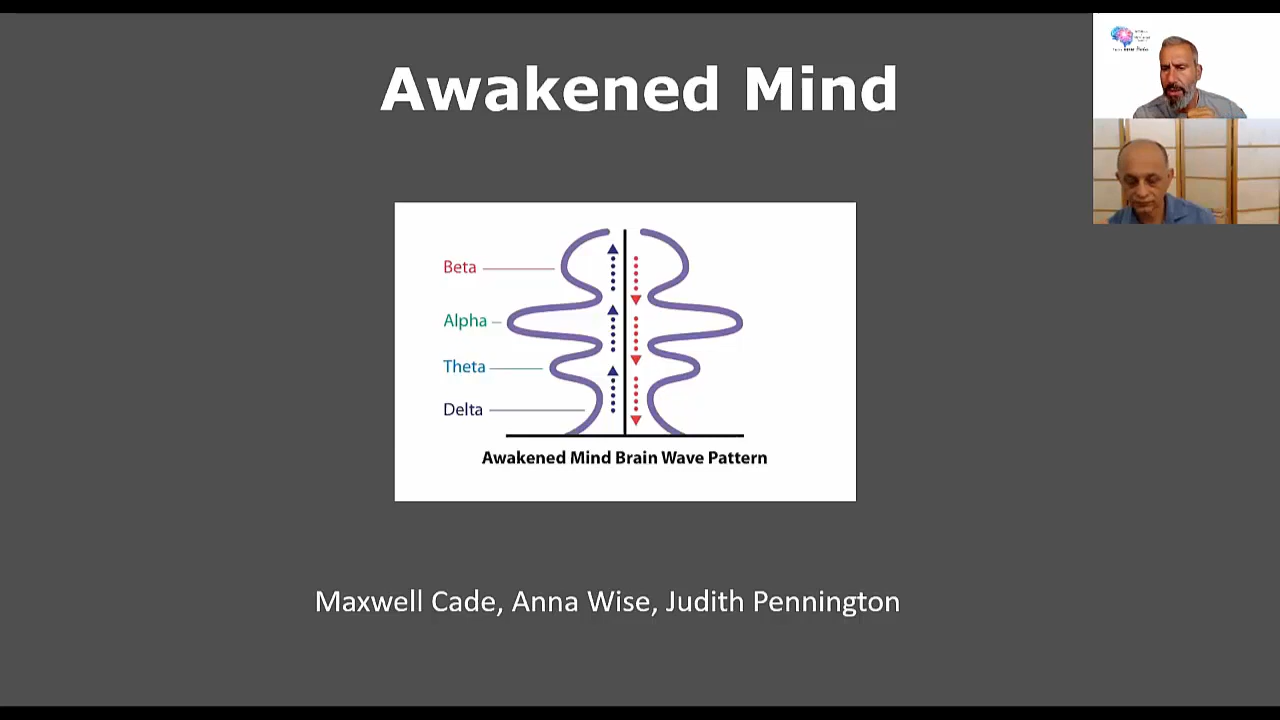 Awakened Mind
Beta
Alpha
Theta
Delta
Awakened Mind Brain Wave Pattern
Maxwell Cade, Anna Wise, Judith Pennington